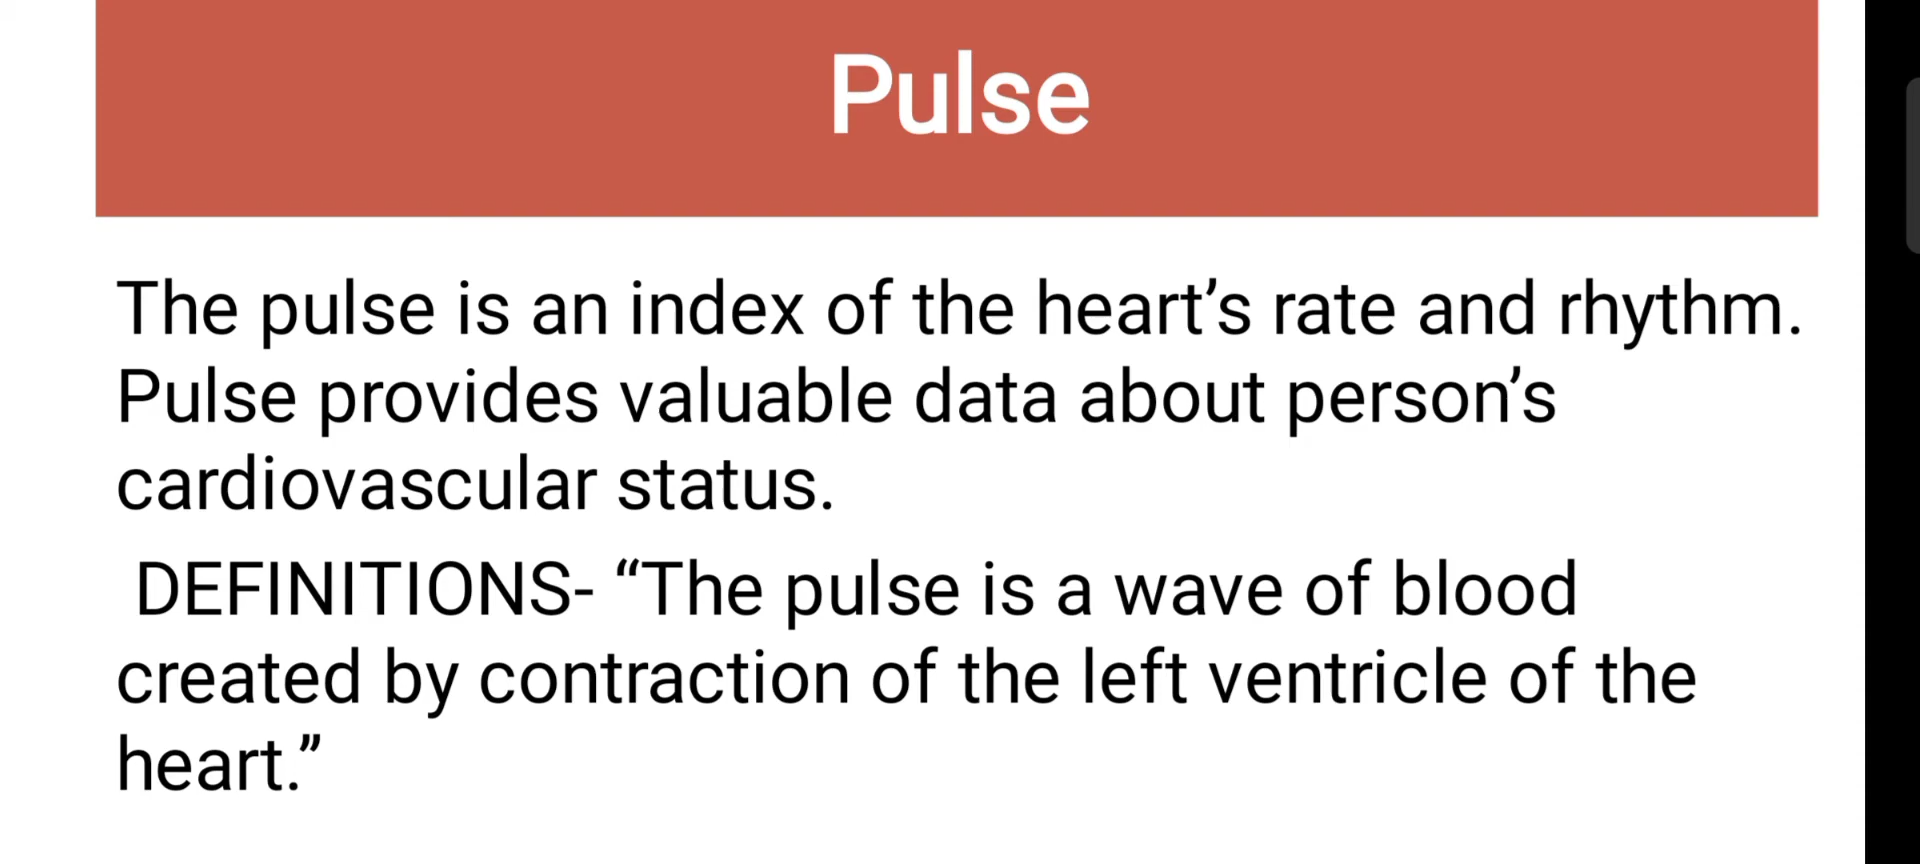 Pulse
The pulse is an index of the heart’s rate and rhythm.
Pulse provides valuable data about person’s
cardiovascular status.
DEFINITIONS- “The pulse is a wave of blood
created by contraction of the left ventricle of the
heart.”